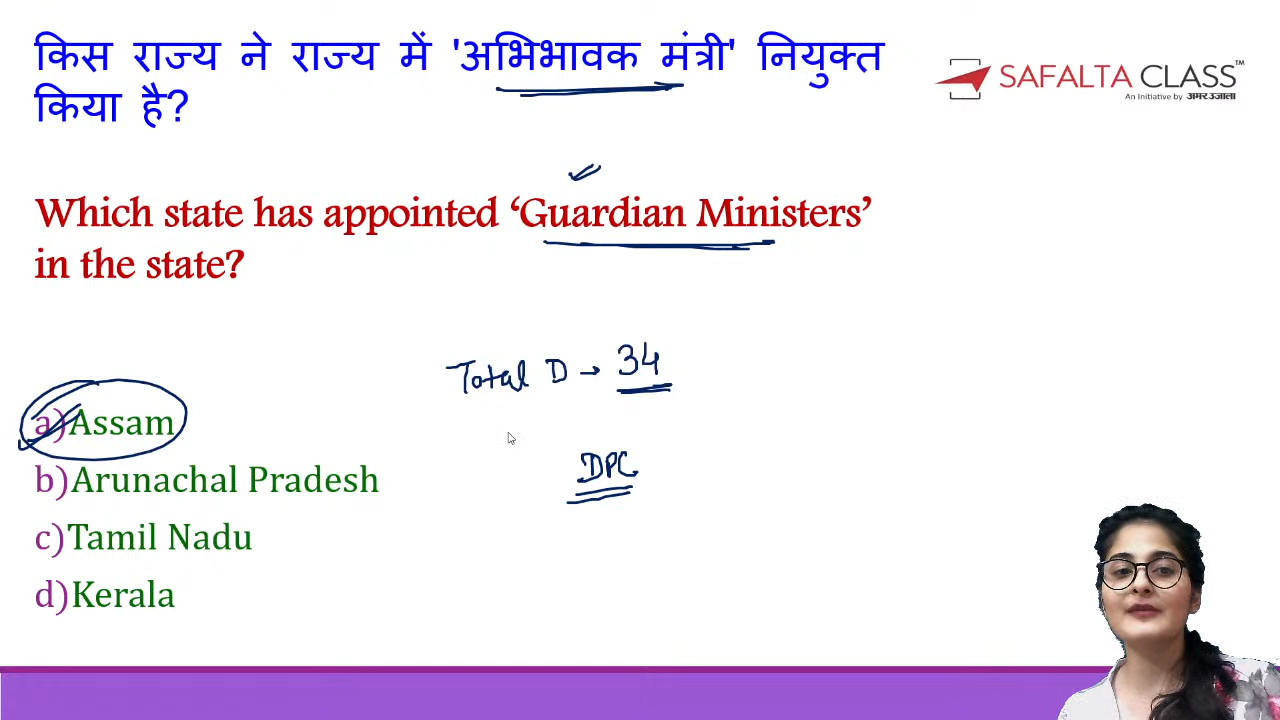 किस राज्य ने राज्य में 'अभिभावक मंत्री' नियुक्त
किया है?
SAFALTA CLASS™
An Initiative by अमर उजाला
Which state has appointed ‘Guardian Ministers’
in the state?
Total D → 34
a)Assam
DPC
b)Arunachal Pradesh
c)Tamil Nadu
d)Kerala